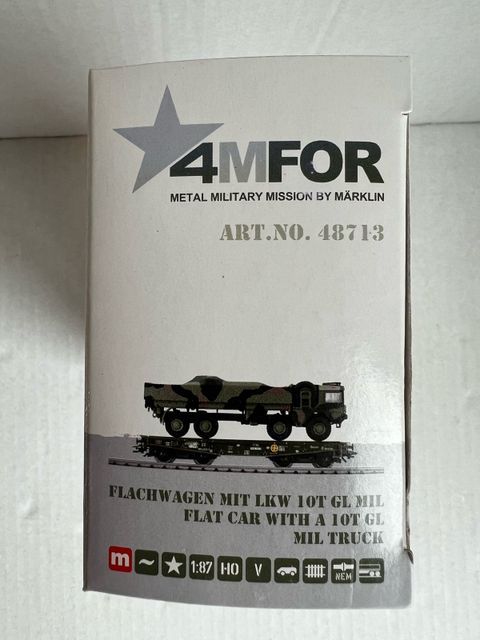 4MFOR
METAL MILITARY MISSION BY MÄRKLIN
ART.NO. 48713
FLACHWAGEN MIT LKW 10T GL MIL
FLAT CAR WITH A 10T GL
MIL TRUCK
m 1:87 HO V NEM